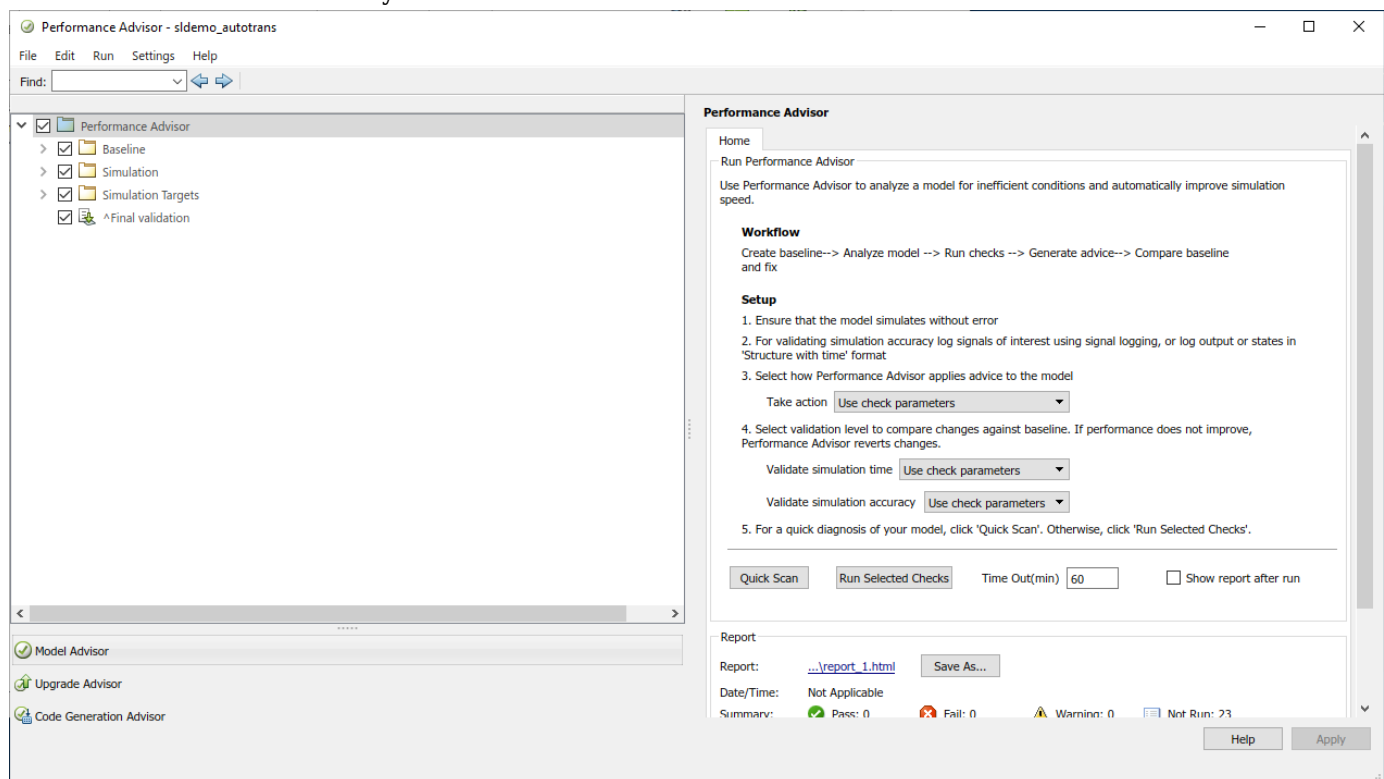 Performance Advisor - sldemo_autotrans
File Edit Run Settings Help
Find:
Performance Advisor
Baseline
Simulation
Simulation Targets
^Final validation
Model Advisor
Upgrade Advisor
Code Generation Advisor
Performance Advisor
Home
Run Performance Advisor
Use Performance Advisor to analyze a model for inefficient conditions and automatically improve simulation
speed.
Workflow
Create baseline--> Analyze model --> Run checks --> Generate advice--> Compare baseline
and fix
Setup
1. Ensure that the model simulates without error
2. For validating simulation accuracy log signals of interest using signal logging, or log output or states in
'Structure with time' format
3. Select how Performance Advisor applies advice to the model
Take action Use check parameters
4. Select validation level to compare changes against baseline. If performance does not improve,
Performance Advisor reverts changes.
Validate simulation time Use check parameters
Validate simulation accuracy Use check parameters
5. For a quick diagnosis of your model, click 'Quick Scan'. Otherwise, click 'Run Selected Checks'.
Quick Scan Run Selected Checks Time Out(min) 60 Show report after run
Report
Report: ...\report_1.html Save As...
Date/Time: Not Applicable
Summary: Pass: 0 Fail: 0 Warning: 0 Not Run: 23
Help Apply